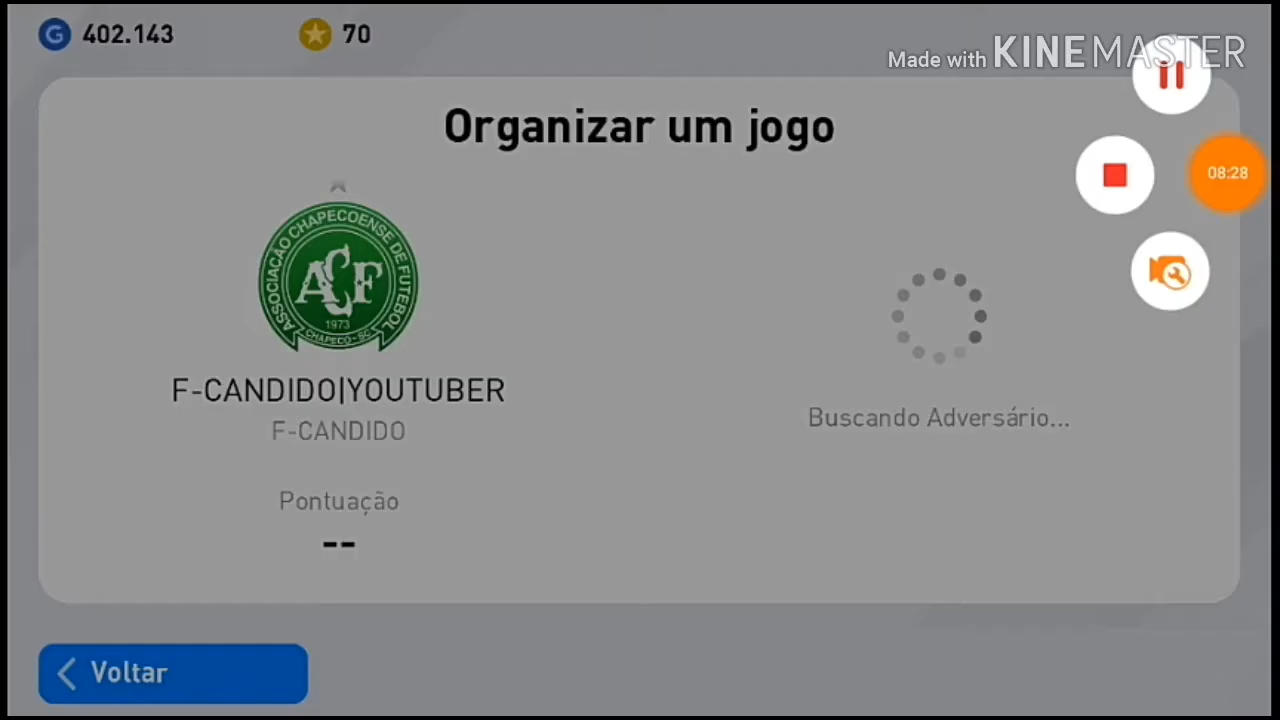 402.143
70
Made with KINEMASTER
Organizar um jogo
08:28
ASSOCIAÇÃO CHAPECOENSE DE FUTEBOL
ACF
1973
CHAPECÓ-SC
F-CANDIDO|YOUTUBER
F-CANDIDO
Buscando Adversário...
Pontuação
--
Voltar